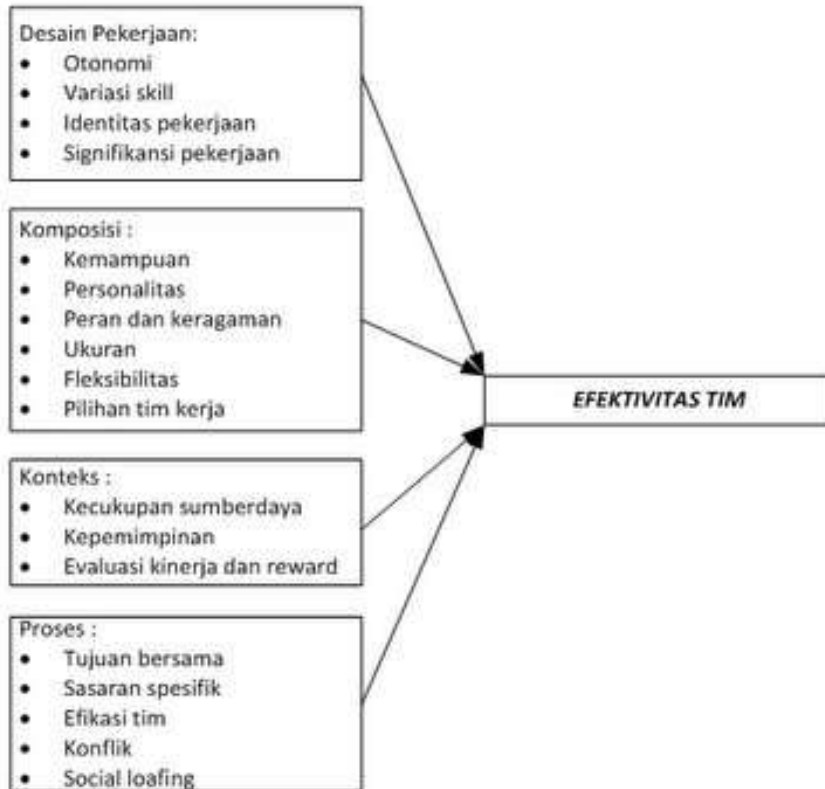 Desain Pekerjaan:
• Otonomi
• Variasi skill
• Identitas pekerjaan
• Signifikansi pekerjaan
Komposisi :
• Kemampuan
• Personalitas
• Peran dan keragaman
• Ukuran
• Fleksibilitas
• Pilihan tim kerja
Konteks :
• Kecukupan sumberdaya
• Kepemimpinan
• Evaluasi kinerja dan reward
Proses :
• Tujuan bersama
• Sasaran spesifik
• Efikasi tim
• Konflik
• Social loafing
EFEKTIVITAS TIM